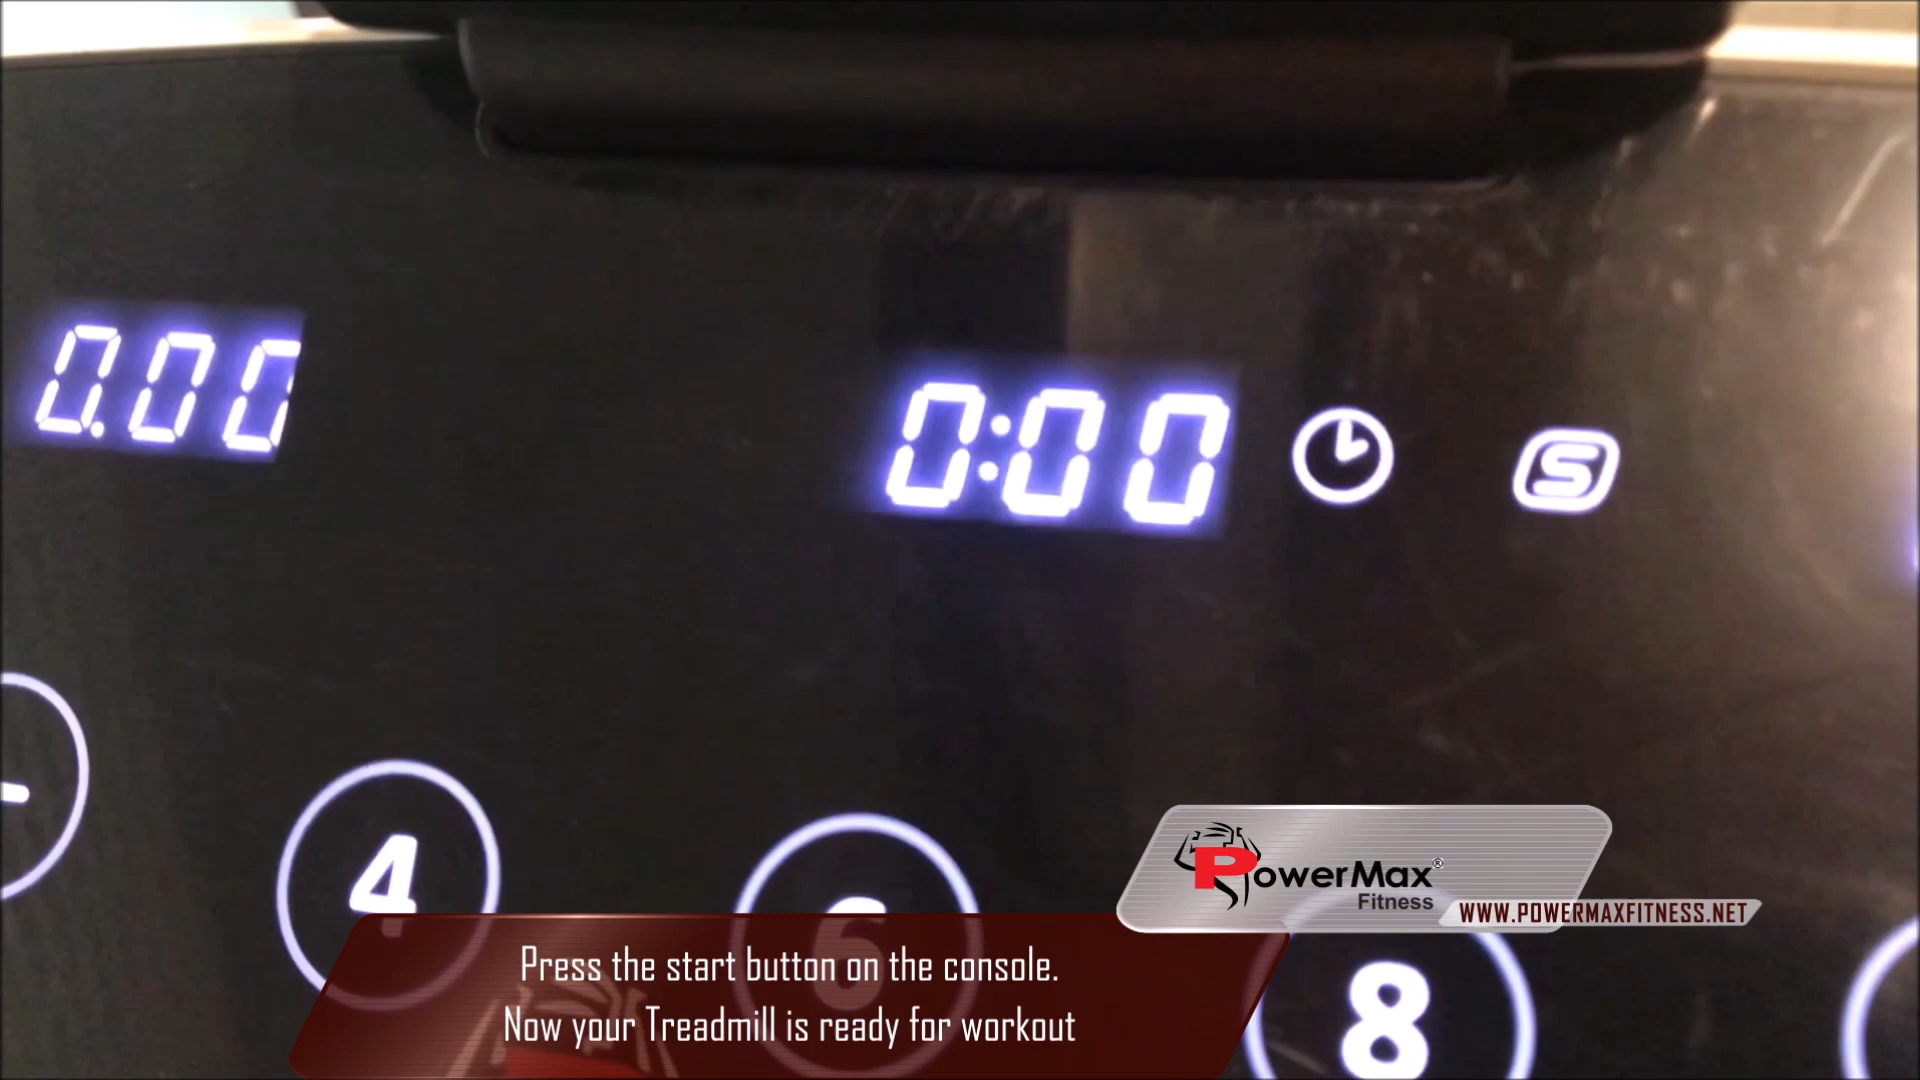 0.00
0:00
S
4
6
8
PowerMax®
Fitness
WWW.POWERMAXFITNESS.NET
Press the start button on the console.
Now your Treadmill is ready for workout